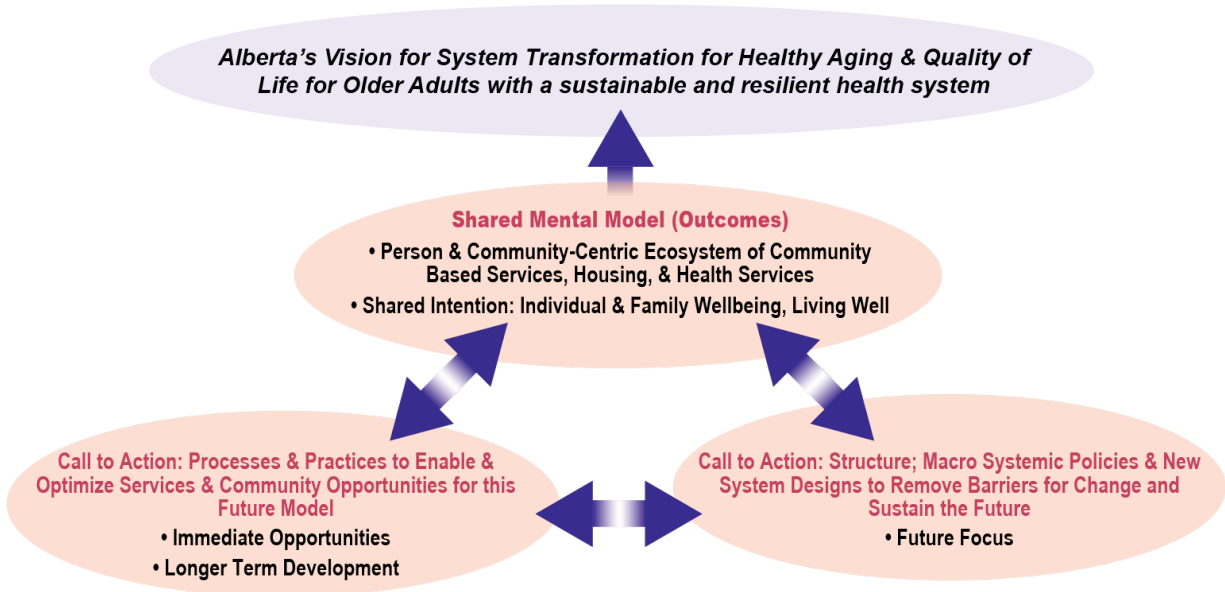 Alberta's Vision for System Transformation for Healthy Aging & Quality of
Life for Older Adults with a sustainable and resilient health system
Shared Mental Model (Outcomes)
• Person & Community-Centric Ecosystem of Community
Based Services, Housing, & Health Services
• Shared Intention: Individual & Family Wellbeing, Living Well
Call to Action: Processes & Practices to Enable &
Optimize Services & Community Opportunities for this
Future Model
• Immediate Opportunities
• Longer Term Development
Call to Action: Structure; Macro Systemic Policies & New
System Designs to Remove Barriers for Change and
Sustain the Future
• Future Focus